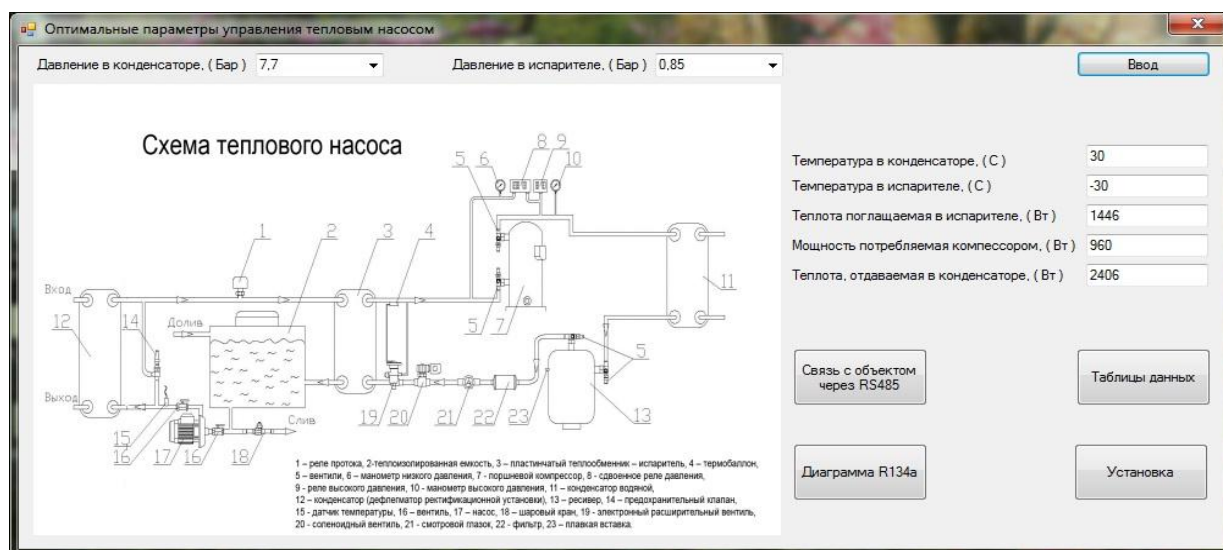 Оптимальные параметры управления тепловым насосом
Давление в конденсаторе, ( Бар ) 7,7
Давление в испарителе, ( Бар ) 0,85
Ввод
Схема теплового насоса
Температура в конденсаторе, ( С ) 30
Температура в испарителе, ( С ) -30
Теплота поглащаемая в испарителе, ( Вт ) 1446
Мощность потребляемая компрессором, ( Вт ) 960
Теплота, отдаваемая в конденсаторе, ( Вт ) 2406
5 6 8 9 10
1 2 3 4
Вход
12
14
Долив
5 7
11
5
Выход
15
16 17 16 18
Слив
19 20 21 22 23 13
1 – реле протока, 2-теплоизолированная емкость, 3 – пластинчатый теплообменник – испаритель, 4 – термобаллон,
5 – вентили, 6 – манометр низкого давления, 7 - поршневой компрессор, 8 - сдвоенное реле давления,
9 - реле высокого давления, 10 - манометр высокого давления, 11 – конденсатор водяной,
12 – конденсатор (дефлегматор ректификационной установки), 13 – ресивер, 14 – предохранительный клапан,
15 - датчик температуры, 16 – вентиль, 17 – насос, 18 – шаровый кран, 19 - электронный расширительный вентиль,
20 - соленоидный вентиль, 21 - смотровой глазок, 22 – фильтр, 23 – плавкая вставка.
Связь с объектом
через RS485
Таблицы данных
Диаграмма R134a
Установка